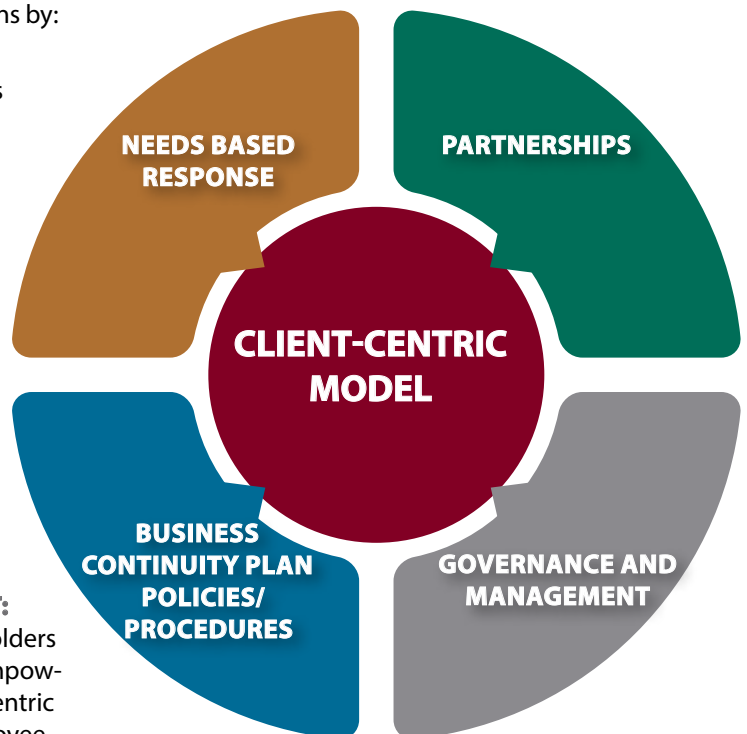 ns by:
s
NEEDS BASED
RESPONSE
PARTNERSHIPS
CLIENT-CENTRIC
MODEL
BUSINESS
CONTINUITY PLAN
POLICIES/
PROCEDURES
GOVERNANCE AND
MANAGEMENT
:
olders
mpow-
entric